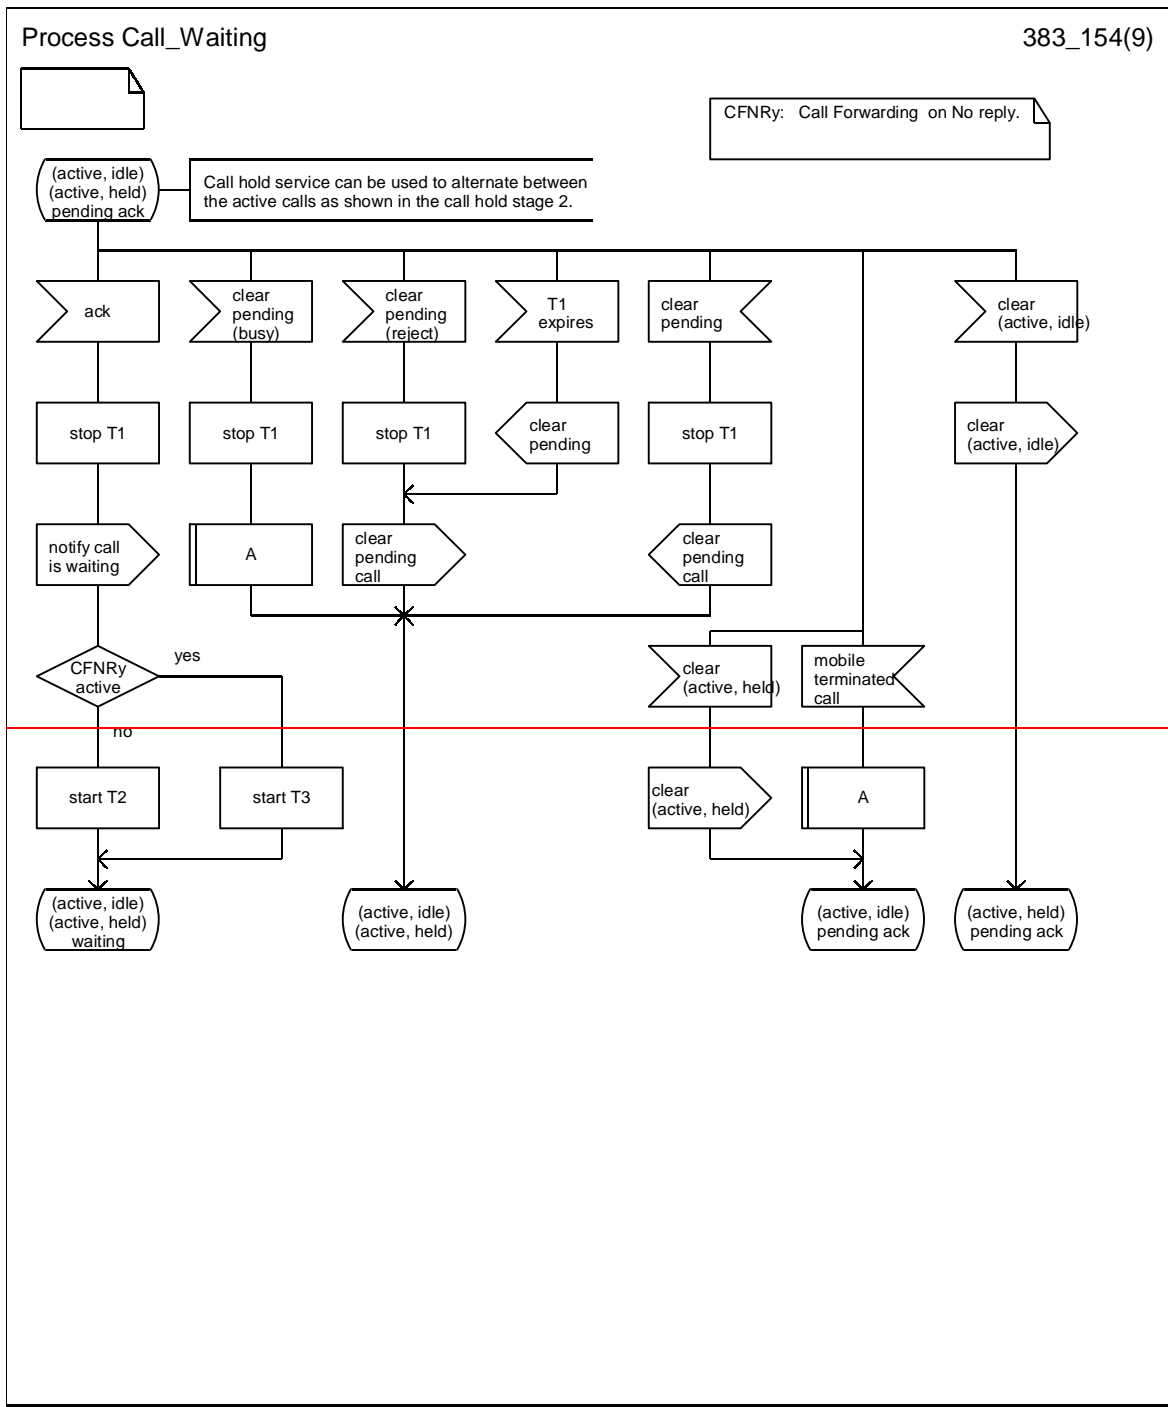 Process Call_Waiting
383_154(9)
CFNRy: Call Forwarding on No reply.
(active, idle)
(active, held)
pending ack
Call hold service can be used to alternate between
the active calls as shown in the call hold stage 2.
ack
clear
pending
(busy)
clear
pending
(reject)
T1
expires
clear
pending
clear
(active, idle)
stop T1
stop T1
stop T1
clear
pending
stop T1
clear
(active, idle)
notify call
is waiting
A
clear
pending
call
clear
pending
call
CFNRy
active
yes
no
clear
(active, held)
mobile
terminated
call
start T2
start T3
clear
(active, held)
A
(active, idle)
(active, held)
waiting
(active, idle)
(active, held)
(active, idle)
pending ack
(active, held)
pending ack